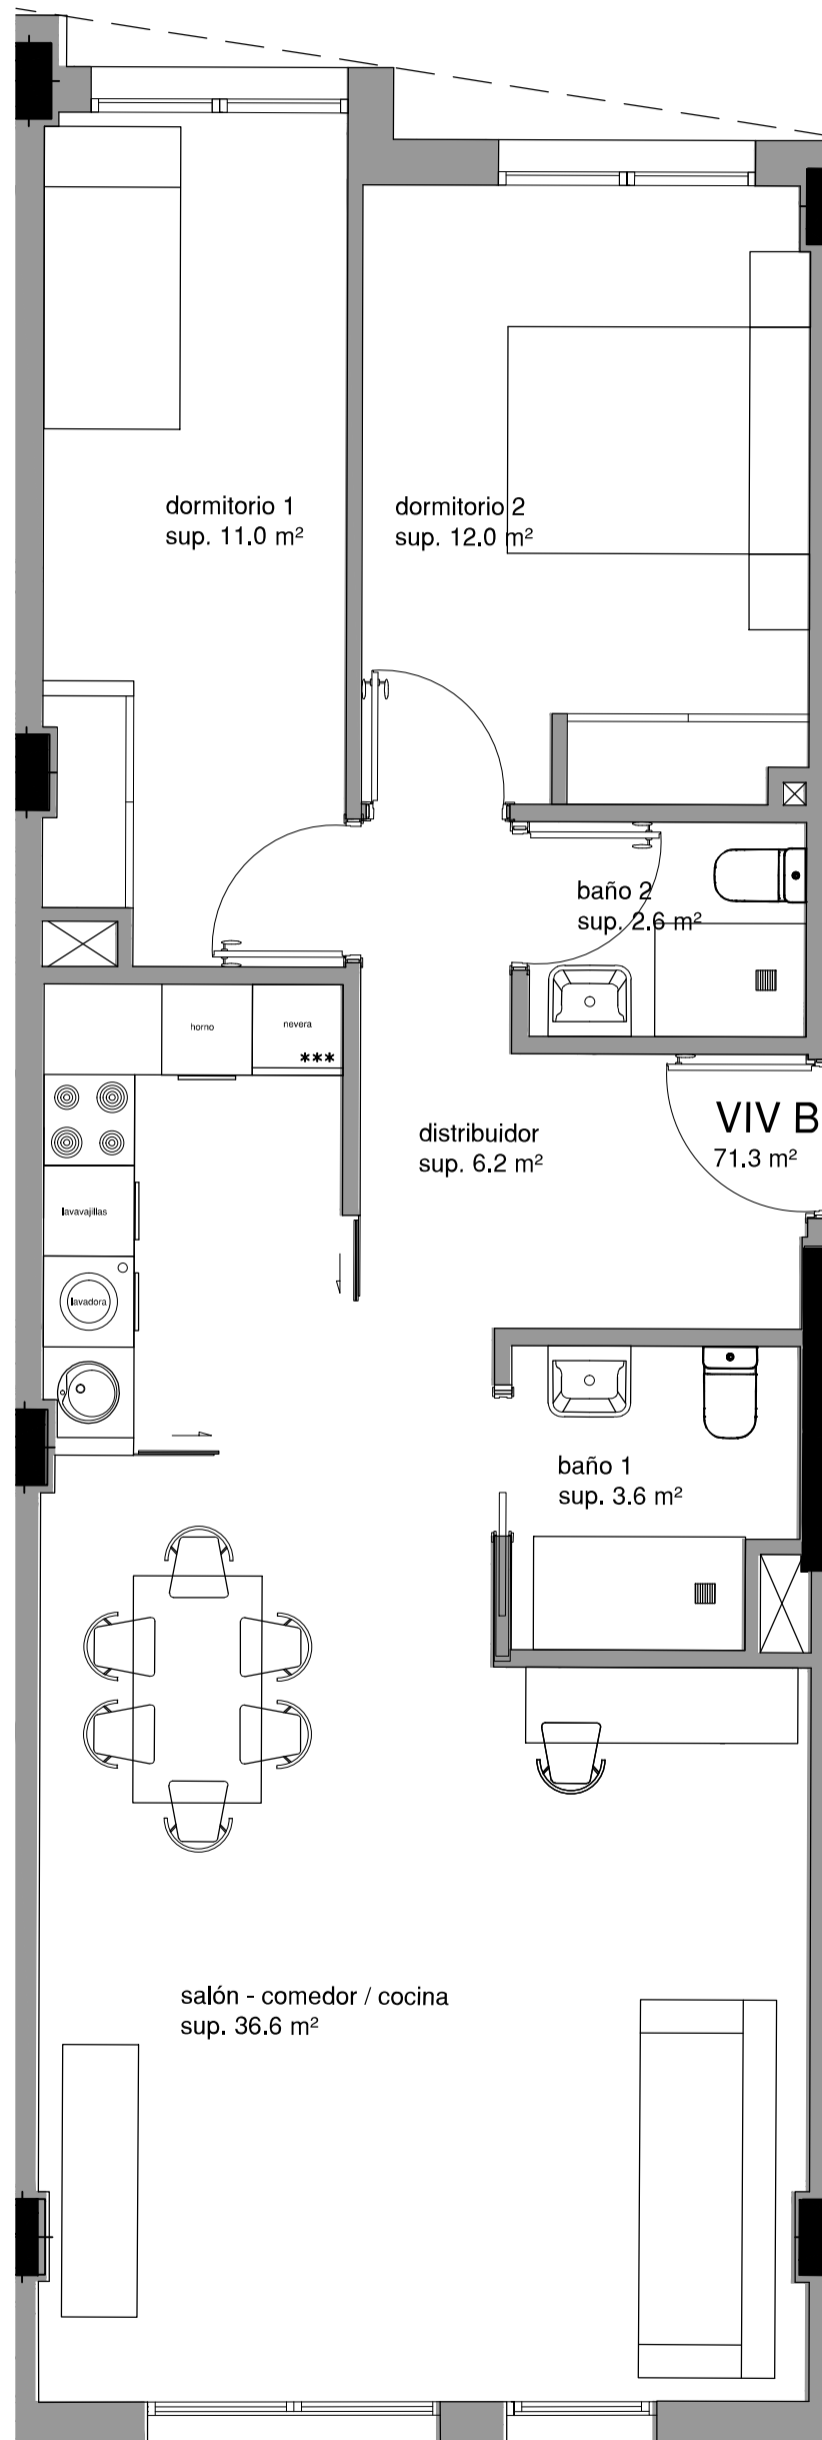 dormitorio 1
sup. 11.0 m²
dormitorio 2
sup. 12.0 m²
baño 2
sup. 2.6 m²
horno
nevera
***
VIV B
71.3 m²
distribuidor
sup. 6.2 m²
lavavajillas
lavadora
baño 1
sup. 3.6 m²
salón - comedor / cocina
sup. 36.6 m²